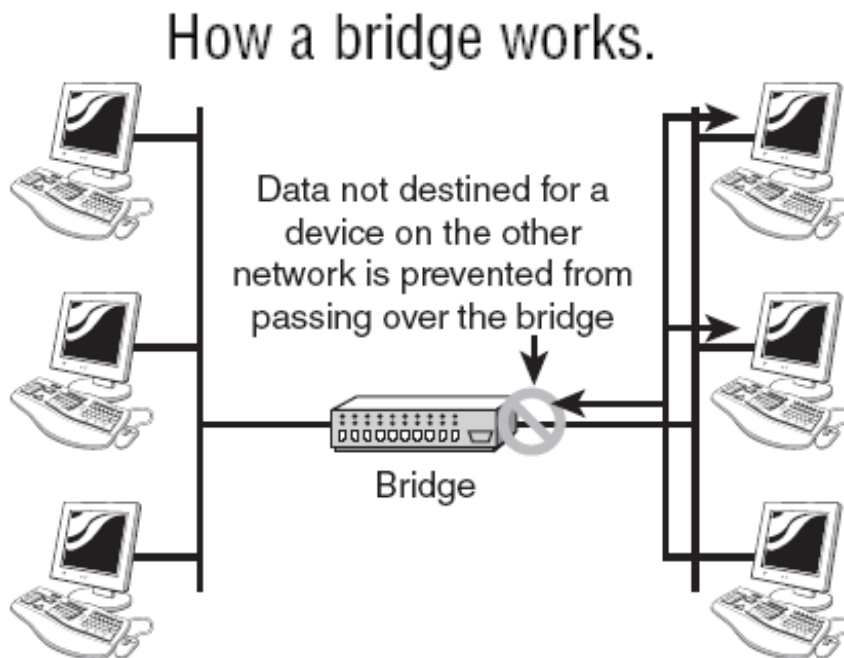 How a bridge works.
Data not destined for a
device on the other
network is prevented from
passing over the bridge
Bridge